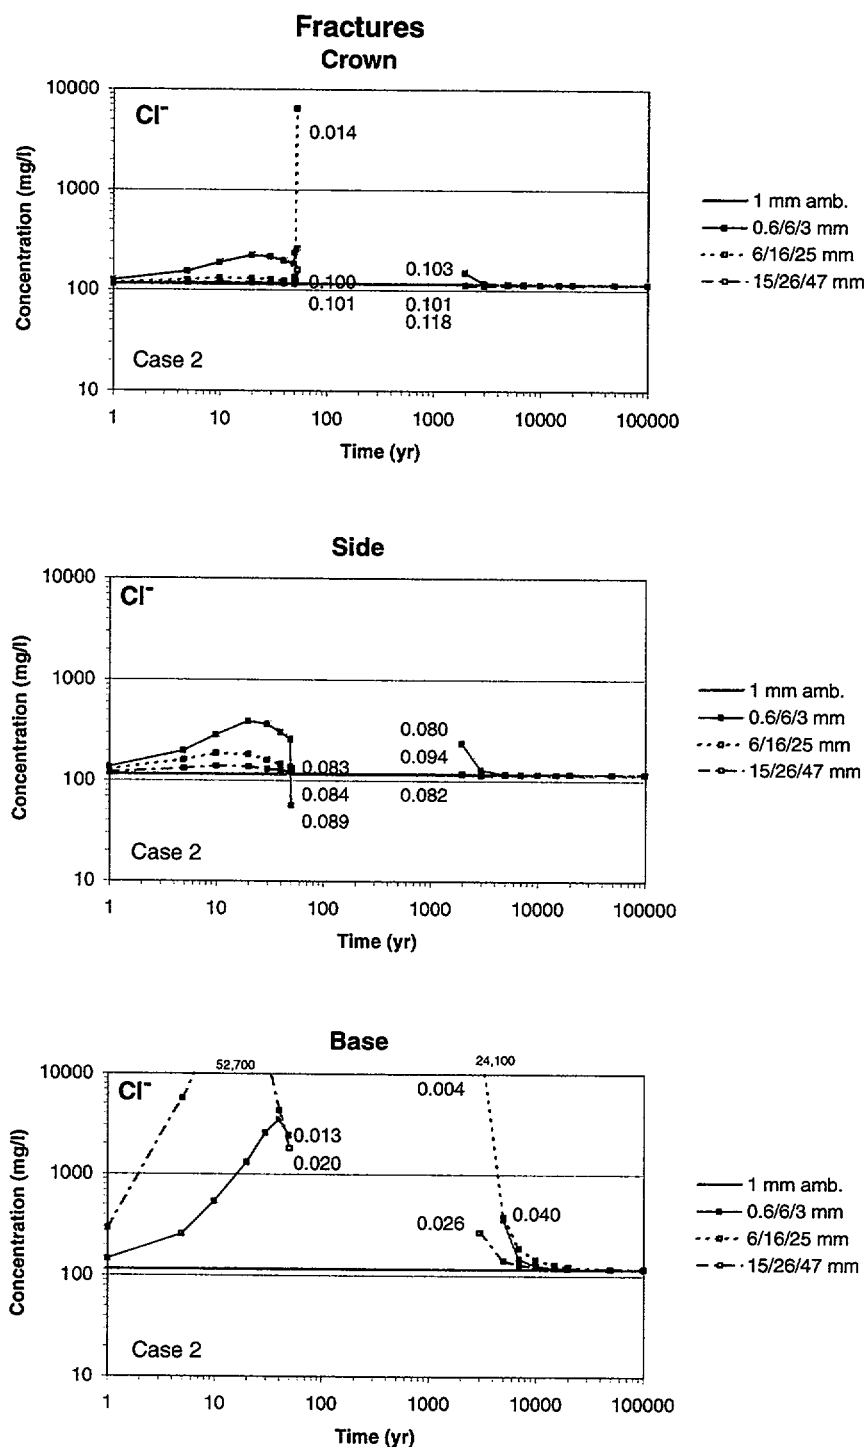 Fractures
Crown
10000
1000
100
10
Concentration (mg/l)
Cl-
0.014
0.100
0.101
0.103
0.101
0.118
Case 2
1 10 100 1000 10000 100000
Time (yr)
1 mm amb.
0.6/6/3 mm
6/16/25 mm
15/26/47 mm
Side
10000
1000
100
10
Concentration (mg/l)
Cl-
0.083
0.084
0.089
0.080
0.094
0.082
Case 2
1 10 100 1000 10000 100000
Time (yr)
1 mm amb.
0.6/6/3 mm
6/16/25 mm
15/26/47 mm
Base
10000
1000
100
10
Concentration (mg/l)
Cl-
52,700
24,100
0.004
0.013
0.020
0.026
0.040
Case 2
1 10 100 1000 10000 100000
Time (yr)
1 mm amb.
0.6/6/3 mm
6/16/25 mm
15/26/47 mm